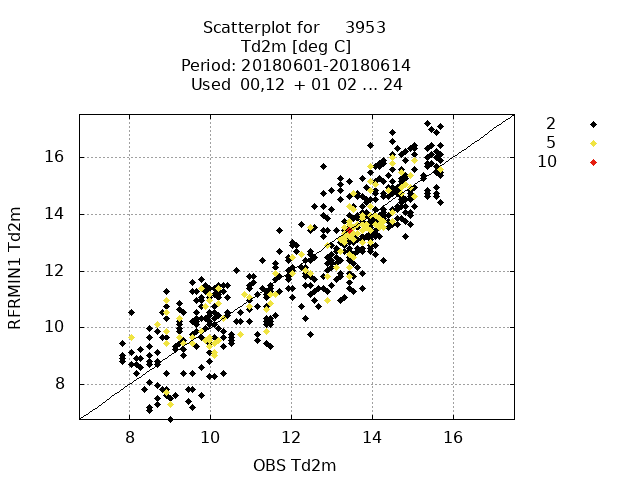 Scatterplot for 3953
Td2m [deg C]
Period: 20180601-20180614
Used 00,12 + 01 02 ... 24
2
5
10
16
14
12
10
8
RFRMIN1 Td2m
8 10 12 14 16
OBS Td2m